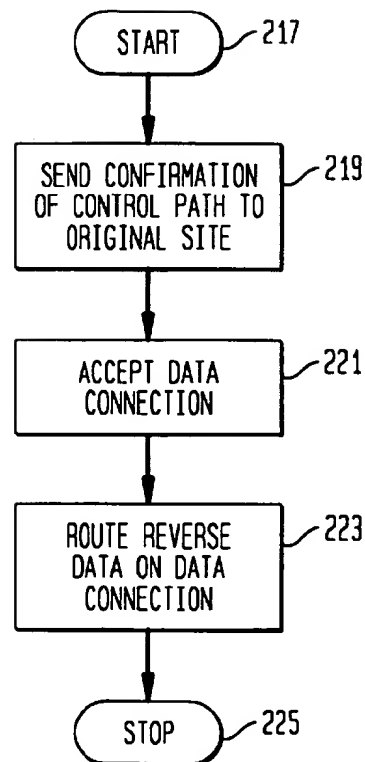 START
217
SEND CONFIRMATION
OF CONTROL PATH TO
ORIGINAL SITE
219
ACCEPT DATA
CONNECTION
221
ROUTE REVERSE
DATA ON DATA
CONNECTION
223
STOP
225